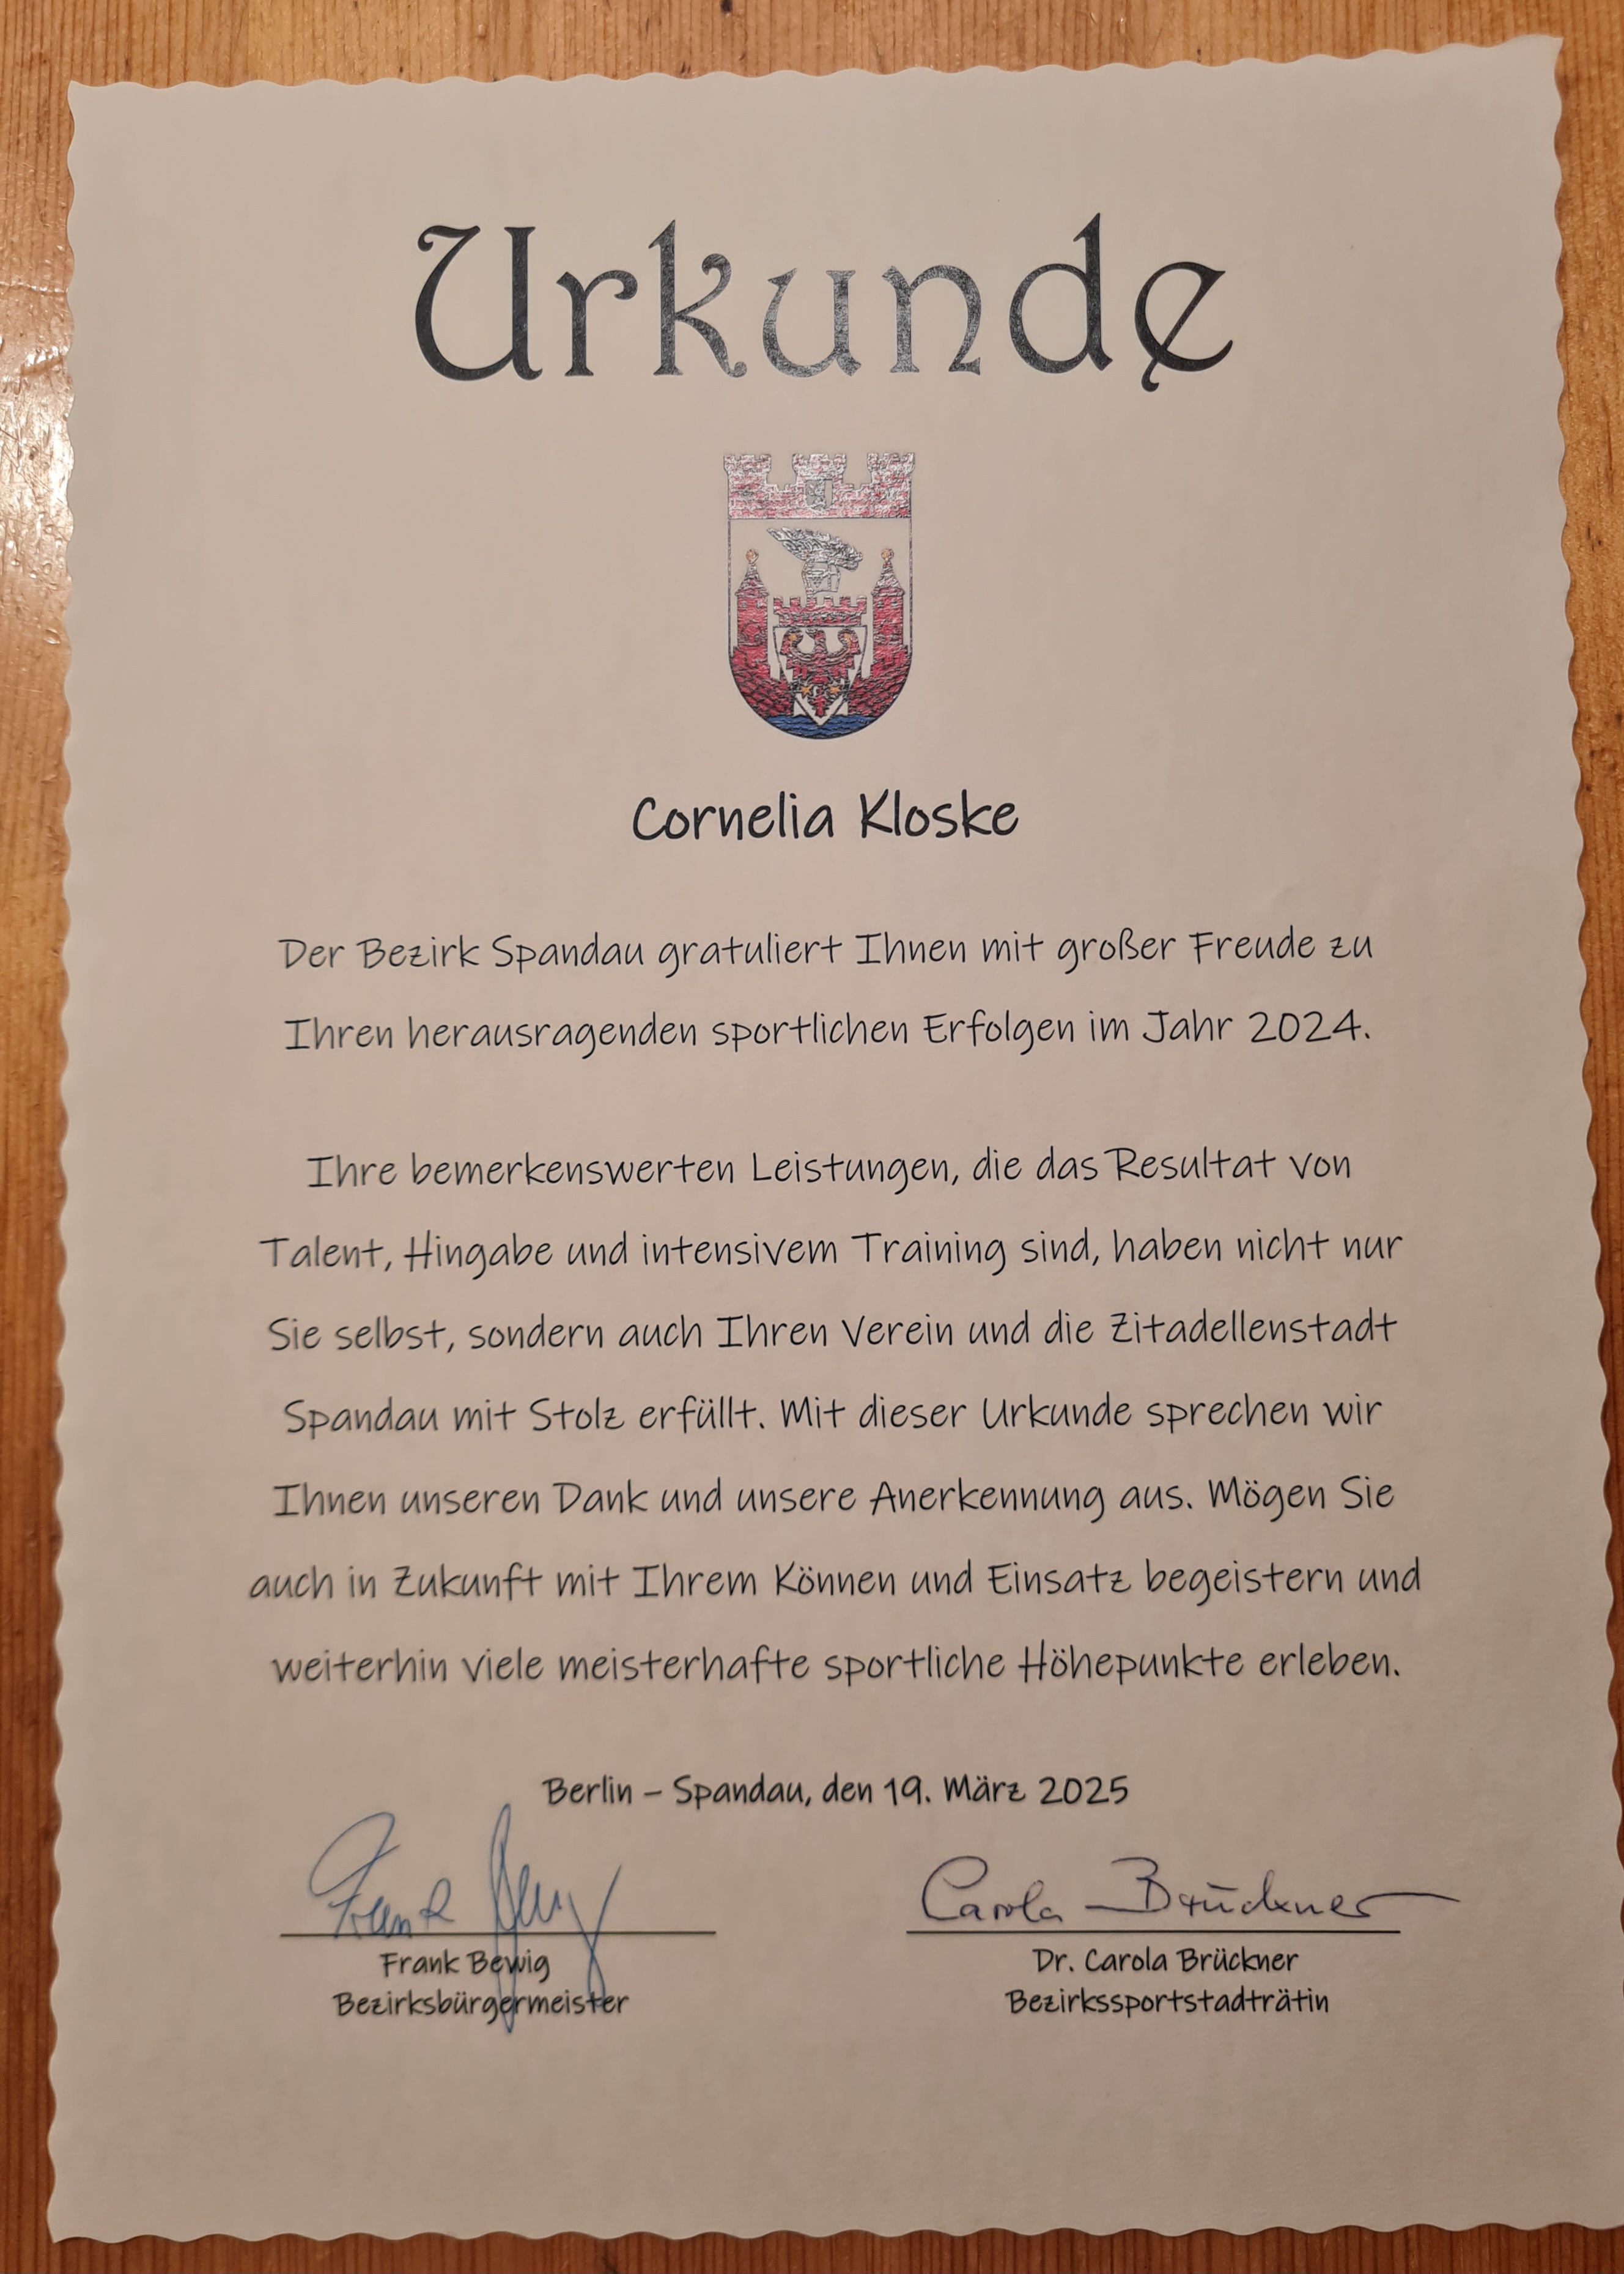 Urkunde
Cornelia Kloske
Der Bezirk Spandau gratuliert Ihnen mit großer Freude zu
Ihren herausragenden sportlichen Erfolgen im Jahr 2024.
Ihre bemerkenswerten Leistungen, die das Resultat von
Talent, Hingabe und intensivem Training sind, haben nicht nur
Sie selbst, sondern auch Ihren Verein und die Zitadellenstadt
Spandau mit Stolz erfüllt. Mit dieser Urkunde sprechen wir
Ihnen unseren Dank und unsere Anerkennung aus. Mögen Sie
auch in Zukunft mit Ihrem Können und Einsatz begeistern und
weiterhin viele meisterhafte sportliche Höhepunkte erleben.
Berlin – Spandau, den 19. März 2025
Frank Bewig Carola Brückner
Frank Bewig Dr. Carola Brückner
Bezirksbürgermeister Bezirkssportstadträtin